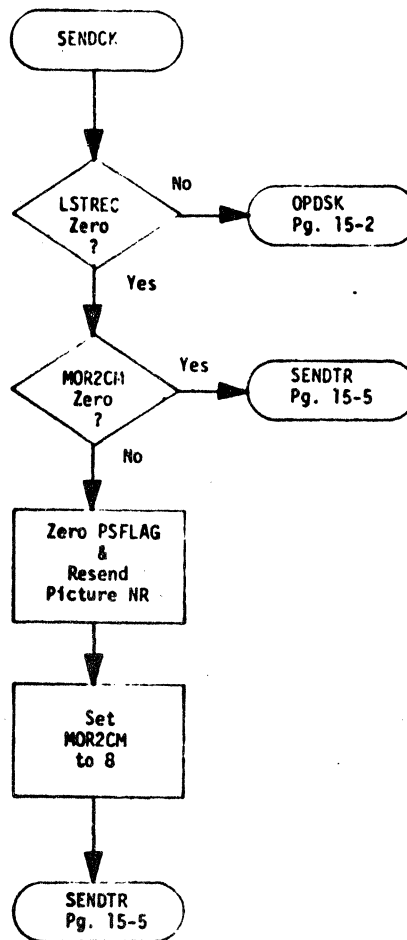 SENDCK
LSTREC
Zero
?
No
OPDSK
Pg. 15-2
Yes
MOR2CM
Zero
?
Yes
SENDTR
Pg. 15-5
No
Zero PSFLAG
&
Resend
Picture NR
Set
MOR2CM
to 8
SENDTR
Pg. 15-5